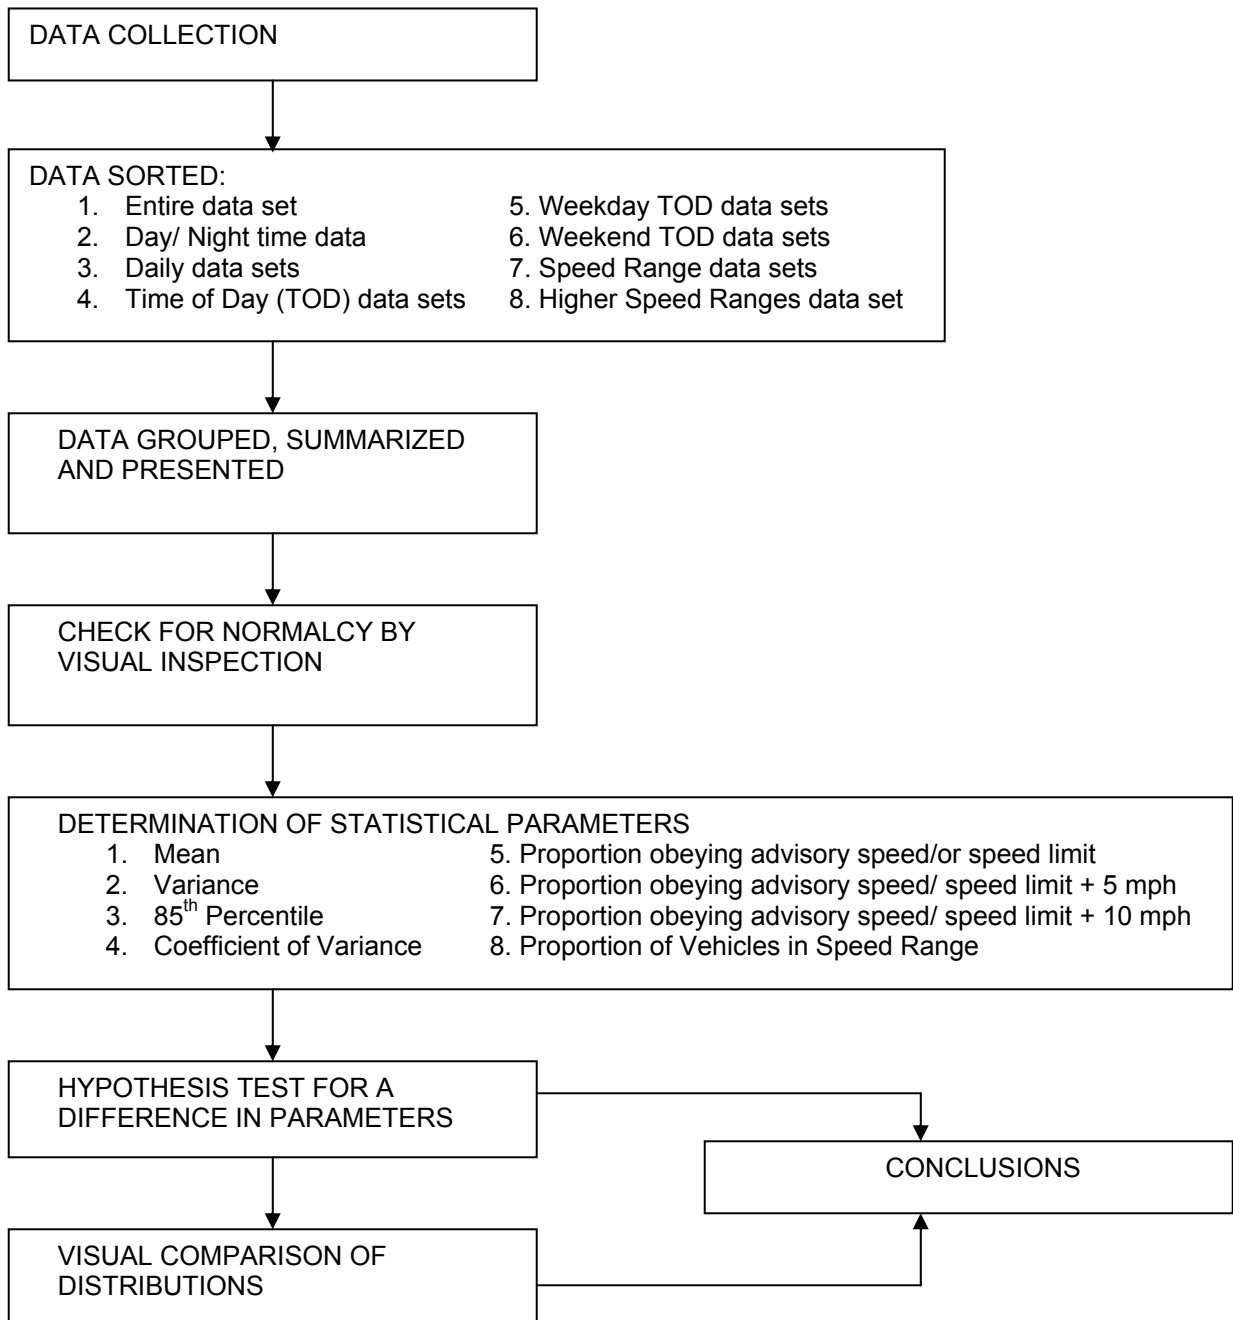 DATA COLLECTION
DATA SORTED:
1. Entire data set
2. Day/ Night time data
3. Daily data sets
4. Time of Day (TOD) data sets
5. Weekday TOD data sets
6. Weekend TOD data sets
7. Speed Range data sets
8. Higher Speed Ranges data set
DATA GROUPED, SUMMARIZED
AND PRESENTED
CHECK FOR NORMALCY BY
VISUAL INSPECTION
DETERMINATION OF STATISTICAL PARAMETERS
1. Mean
2. Variance
3. 85th Percentile
4. Coefficient of Variance
5. Proportion obeying advisory speed/or speed limit
6. Proportion obeying advisory speed/ speed limit + 5 mph
7. Proportion obeying advisory speed/ speed limit + 10 mph
8. Proportion of Vehicles in Speed Range
HYPOTHESIS TEST FOR A
DIFFERENCE IN PARAMETERS
CONCLUSIONS
VISUAL COMPARISON OF
DISTRIBUTIONS